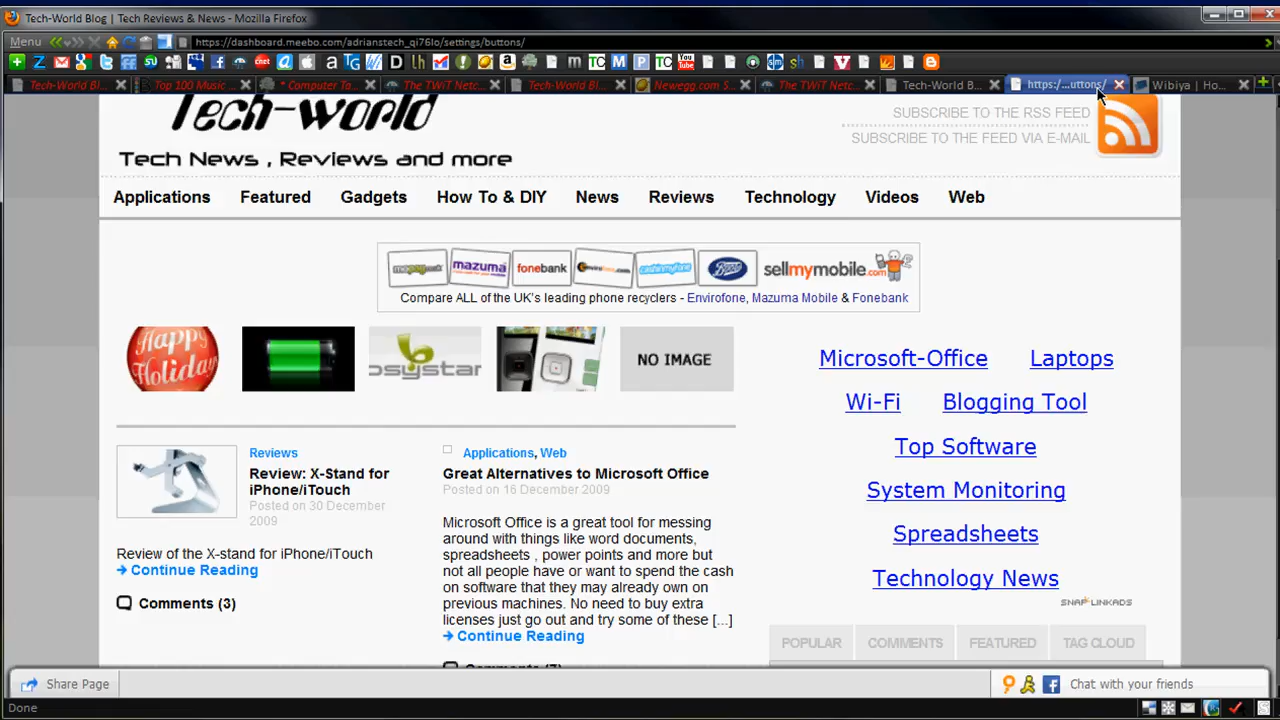 Tech-World Blog | Tech Reviews & News - Mozilla Firefox
Menu
https://dashboard.meebo.com/adrianstech_qi76lo/settings/buttons/
Tech-World Bl...
Top 100 Music ...
* Computer Ta...
The TWiT Netc...
Tech-World Bl...
Newegg.com S...
The TWiT Netc...
Tech-World B...
https:/...uttons/
Wibiya | Ho...
Tech-world
Tech News , Reviews and more
SUBSCRIBE TO THE RSS FEED
SUBSCRIBE TO THE FEED VIA E-MAIL
Applications Featured Gadgets How To & DIY News Reviews Technology Videos Web
mazuma fonebank Boots sellmymobile.com
Compare ALL of the UK's leading phone recyclers - Envirofone, Mazuma Mobile & Fonebank
Happy
Holidays
psystar
NO IMAGE
Microsoft-Office Laptops
Wi-Fi Blogging Tool
Top Software
System Monitoring
Spreadsheets
Technology News
SNAP LINKADS
Reviews
Review: X-Stand for
iPhone/iTouch
Posted on 30 December
2009
Review of the X-stand for iPhone/iTouch
Continue Reading
Comments (3)
Applications, Web
Great Alternatives to Microsoft Office
Posted on 16 December 2009
Microsoft Office is a great tool for messing
around with things like word documents,
spreadsheets , power points and more but
not all people have or want to spend the cash
on software that they may already own on
previous machines. No need to buy extra
licenses just go out and try some of these [...]
Continue Reading
POPULAR COMMENTS FEATURED TAG CLOUD
Share Page
Chat with your friends
Done